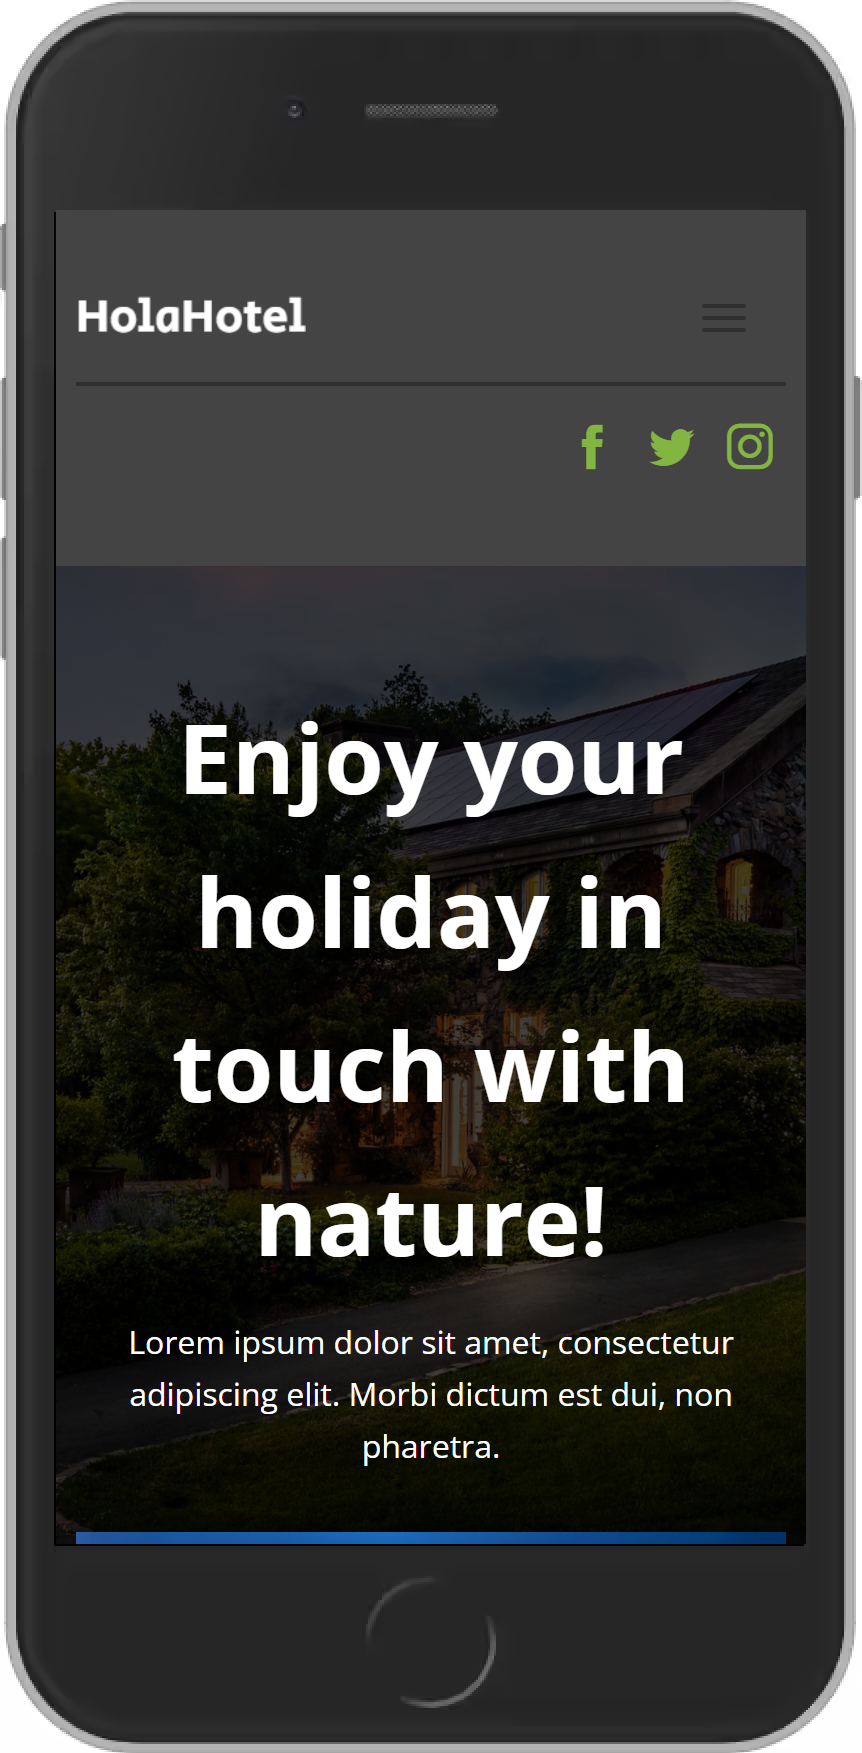 HolaHotel
Enjoy your
holiday in
touch with
nature!
Lorem ipsum dolor sit amet, consectetur
adipiscing elit. Morbi dictum est dui, non
pharetra.